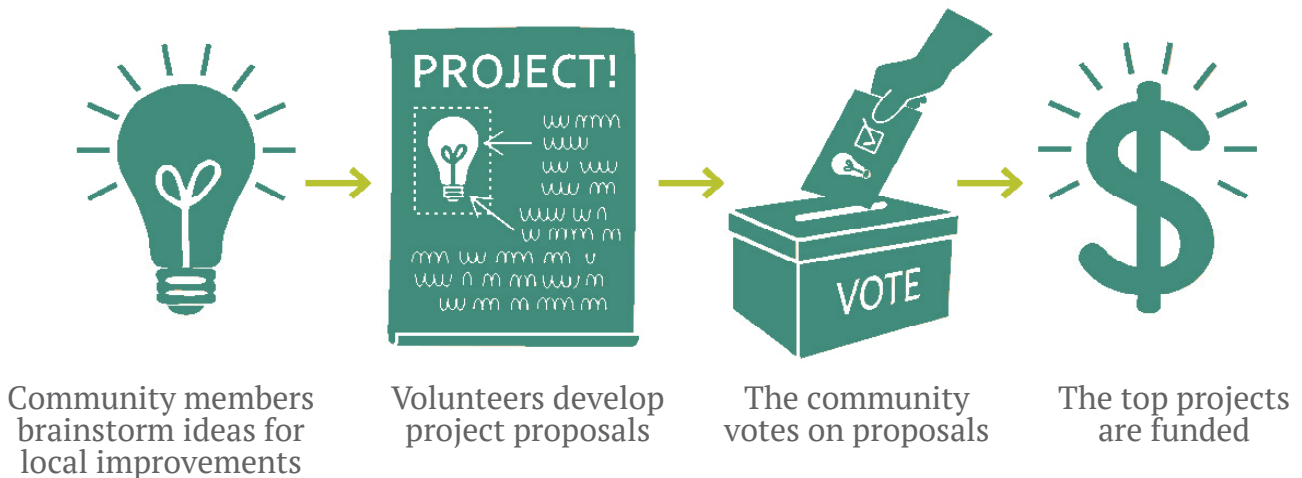 PROJECT!
VOTE
Community members
brainstorm ideas for
local improvements
Volunteers develop
project proposals
The community
votes on proposals
The top projects
are funded